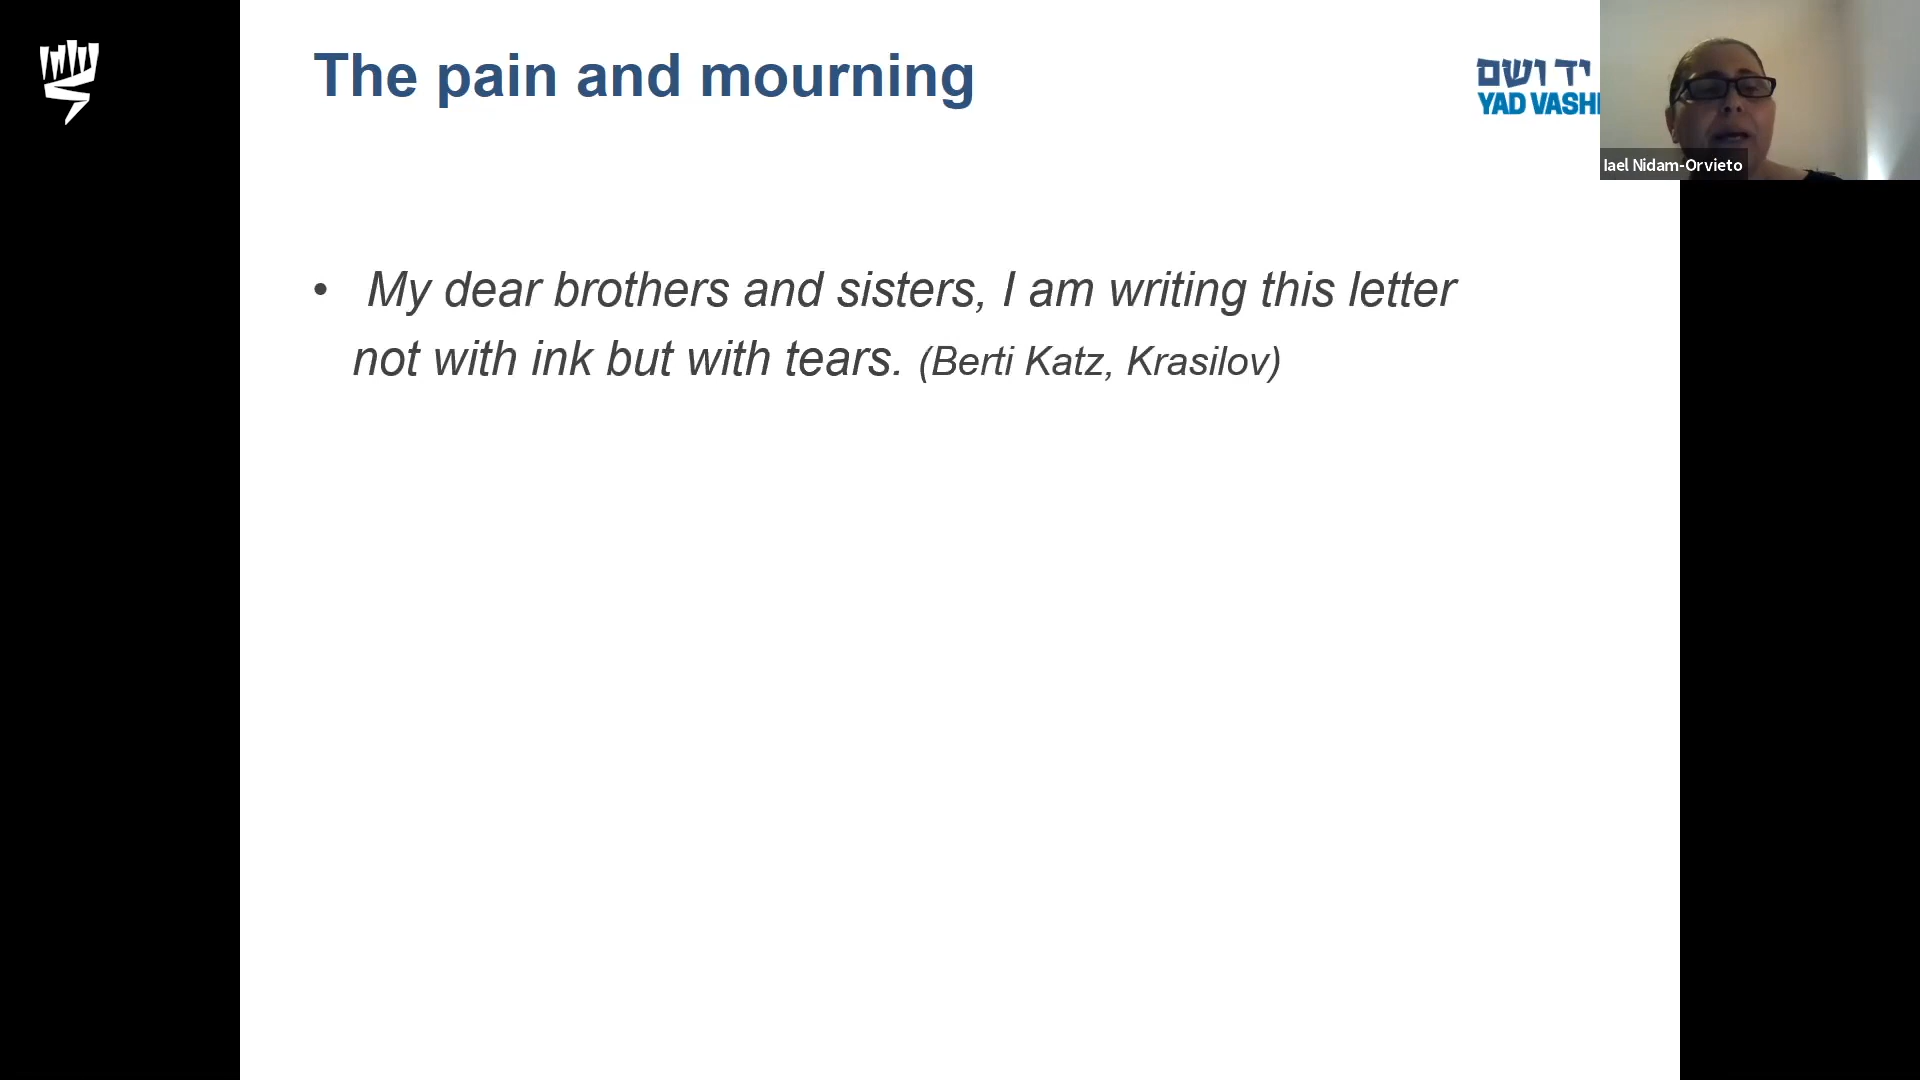 The pain and mourning
יד ושם
YAD VASH
Iael Nidam-Orvieto
• My dear brothers and sisters, I am writing this letter
not with ink but with tears. (Berti Katz, Krasilov)